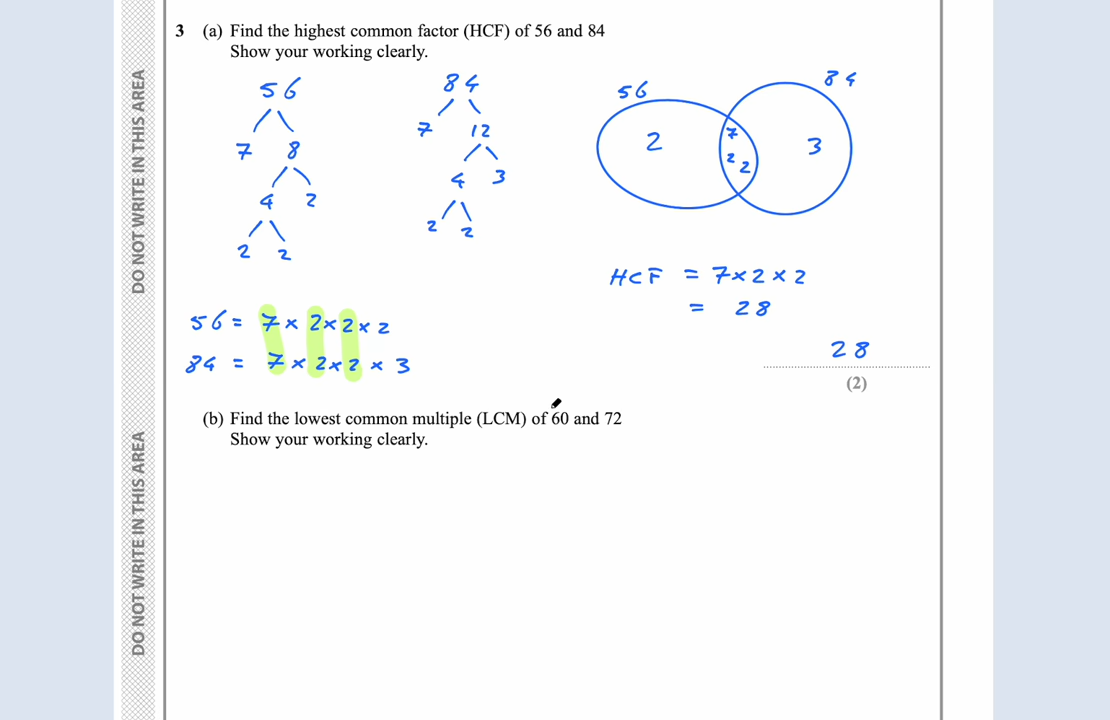 3 (a) Find the highest common factor (HCF) of 56 and 84
Show your working clearly.
56
7 8
4 2
2 2
84
7 12
4 3
2 2
56 84
2 7 2 2 3
HCF = 7 × 2 × 2
= 28
56 = 7 × 2 × 2 × 2
84 = 7 × 2 × 2 × 3
28
(2)
(b) Find the lowest common multiple (LCM) of 60 and 72
Show your working clearly.
DO NOT WRITE IN THIS AREA
DO NOT WRITE IN THIS AREA